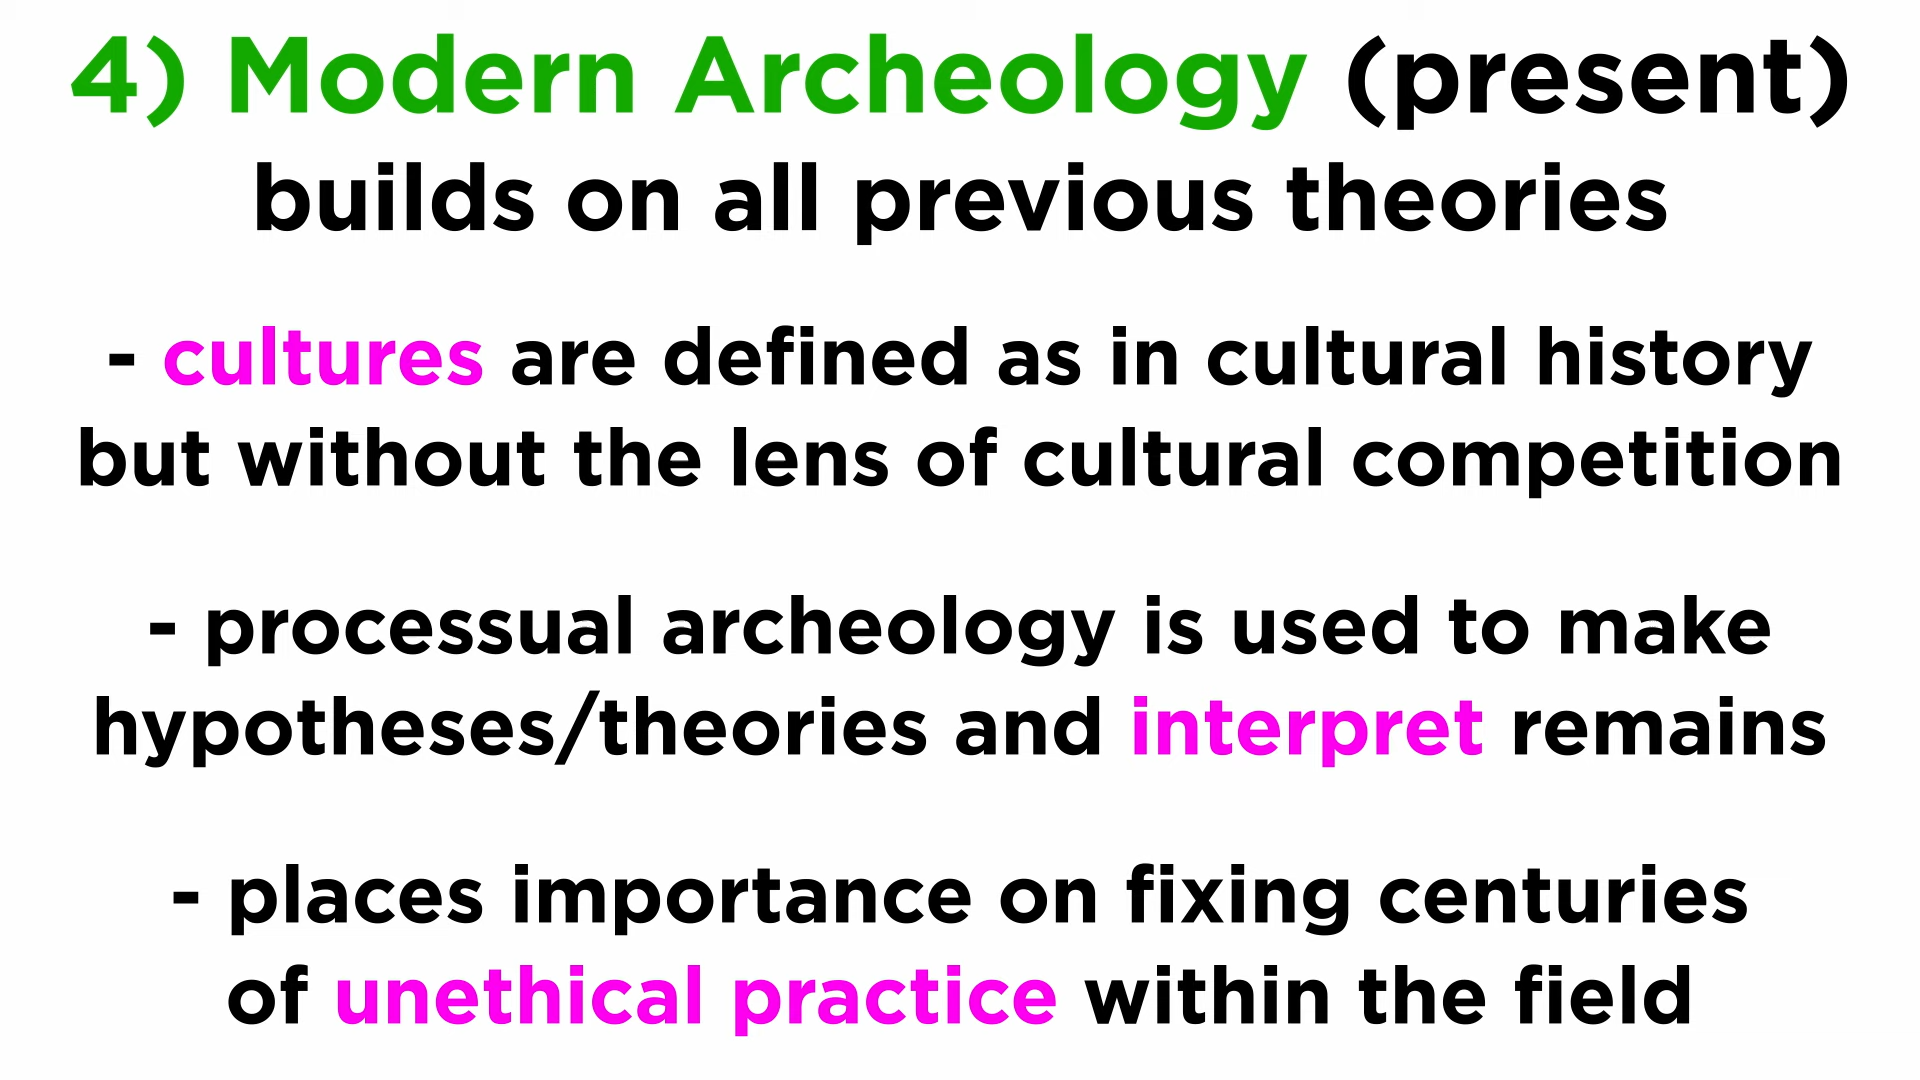 4) Modern Archeology (present)
builds on all previous theories
- cultures are defined as in cultural history
but without the lens of cultural competition
- processual archeology is used to make
hypotheses/theories and interpret remains
- places importance on fixing centuries
of unethical practice within the field